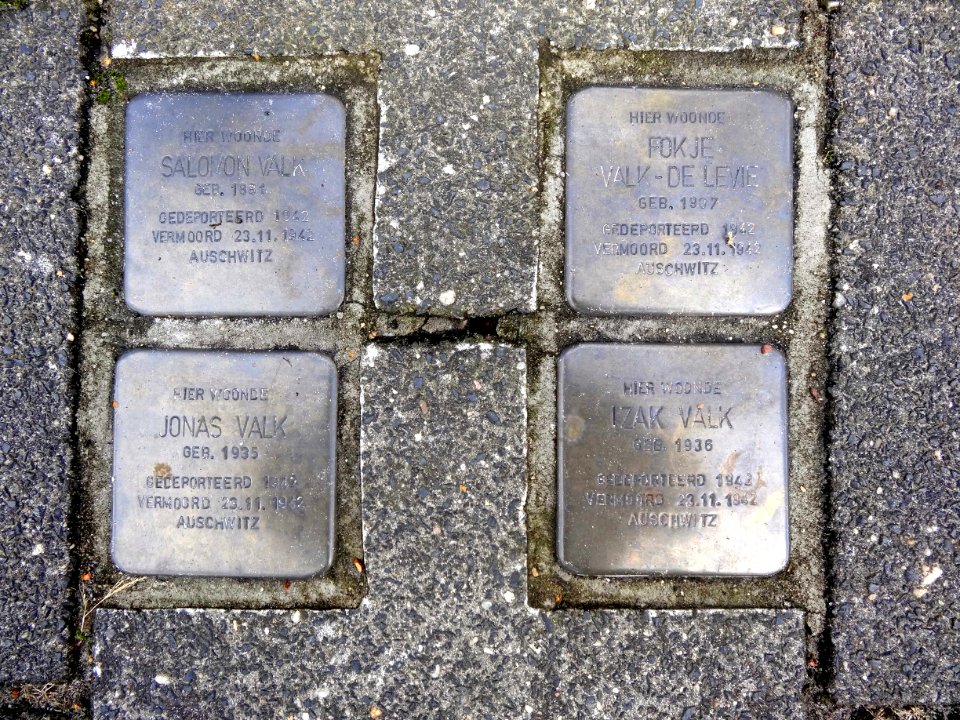 HIER WOONDE
SALOMON VALK
GEB. 1901
GEDEPORTEERD 1942
VERMOORD 23.11.1942
AUSCHWITZ
HIER WOONDE
FOKJE
VALK - DE LEVIE
GEB. 1907
GEDEPORTEERD 1942
VERMOORD 23.11.1942
AUSCHWITZ
HIER WOONDE
JONAS VALK
GEB. 1935
GEDEPORTEERD 1942
VERMOORD 23.11.1942
AUSCHWITZ
HIER WOONDE
IZAK VALK
GEB. 1936
GEDEPORTEERD 1942
VERMOORD 23.11.1942
AUSCHWITZ